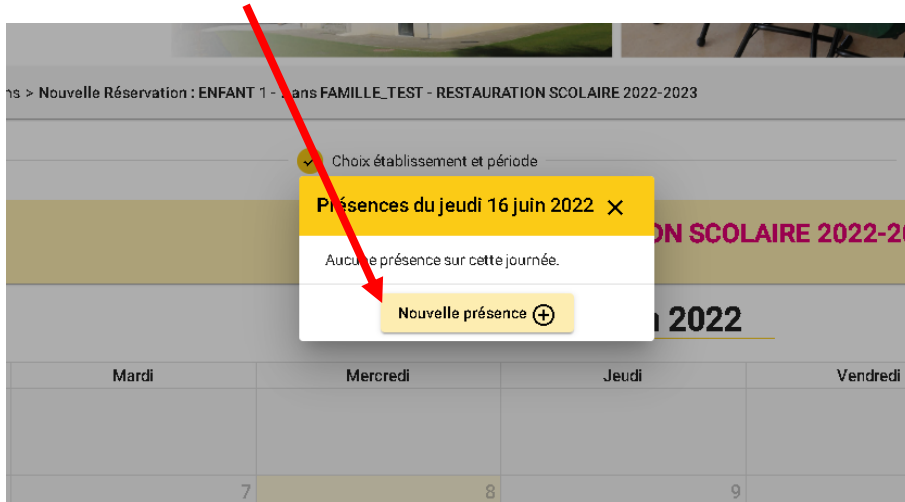 > Nouvelle Réservation : ENFANT 1 - ans FAMILLE_TEST - RESTAURATION SCOLAIRE 2022-2023
Choix établissement et période
Présences du jeudi 16 juin 2022
ON SCOLAIRE 2022-20
Aucune présence sur cette journée.
Nouvelle présence
2022
Mardi
Mercredi
Jeudi
Vendredi
7
8
9